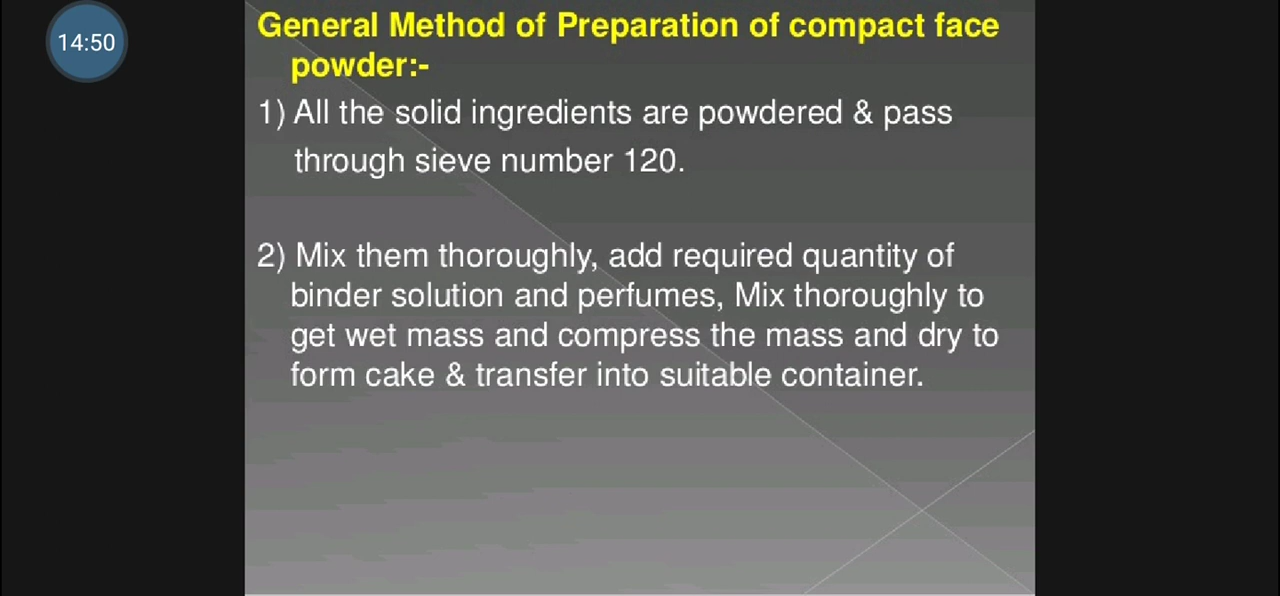 14:50
General Method of Preparation of compact face
powder:-
1) All the solid ingredients are powdered & pass
through sieve number 120.
2) Mix them thoroughly, add required quantity of
binder solution and perfumes, Mix thoroughly to
get wet mass and compress the mass and dry to
form cake & transfer into suitable container.